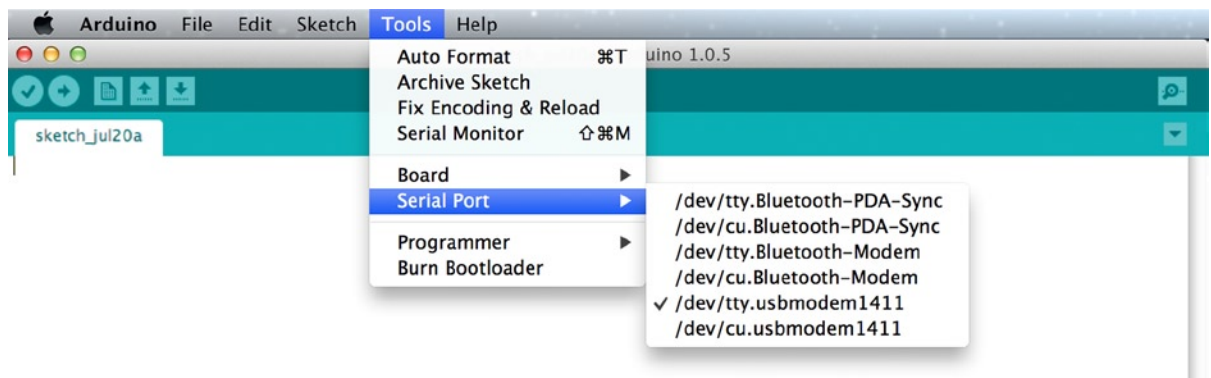 Arduino File Edit Sketch Tools Help
uino 1.0.5
sketch_jul20a
Auto Format ⌘T
Archive Sketch
Fix Encoding & Reload
Serial Monitor ⇧⌘M
Board ▶
Serial Port ▶
Programmer ▶
Burn Bootloader
/dev/tty.Bluetooth-PDA-Sync
/dev/cu.Bluetooth-PDA-Sync
/dev/tty.Bluetooth-Modem
/dev/cu.Bluetooth-Modem
✓ /dev/tty.usbmodem1411
/dev/cu.usbmodem1411